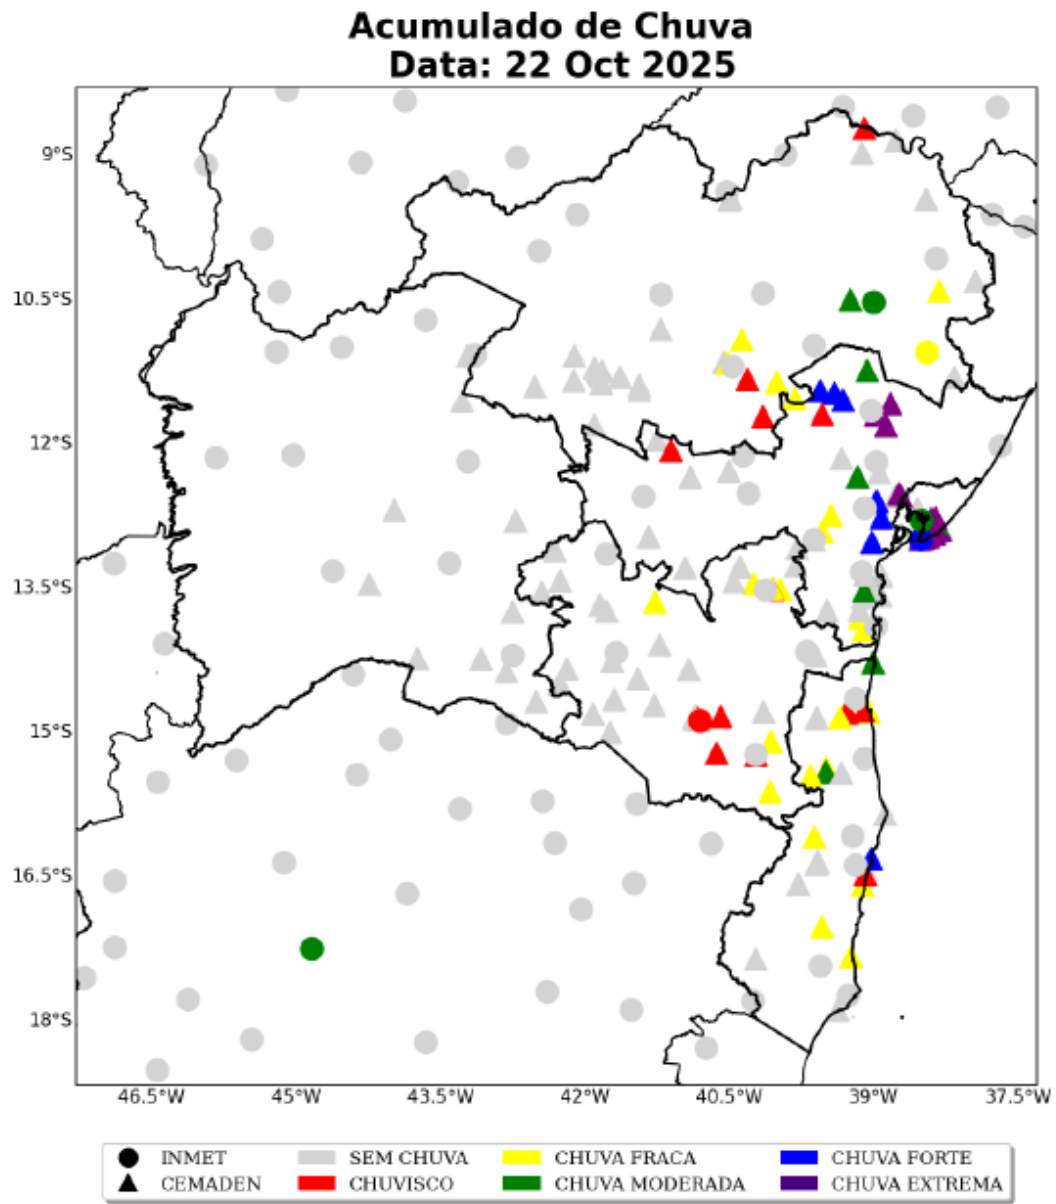 Acumulado de Chuva
Data: 22 Oct 2025
9°S
10.5°S
12°S
13.5°S
15°S
16.5°S
18°S
46.5°W 45°W 43.5°W 42°W 40.5°W 39°W 37.5°W
INMET SEM CHUVA CHUVA FRACA CHUVA FORTE
CEMADEN CHUVISCO CHUVA MODERADA CHUVA EXTREMA